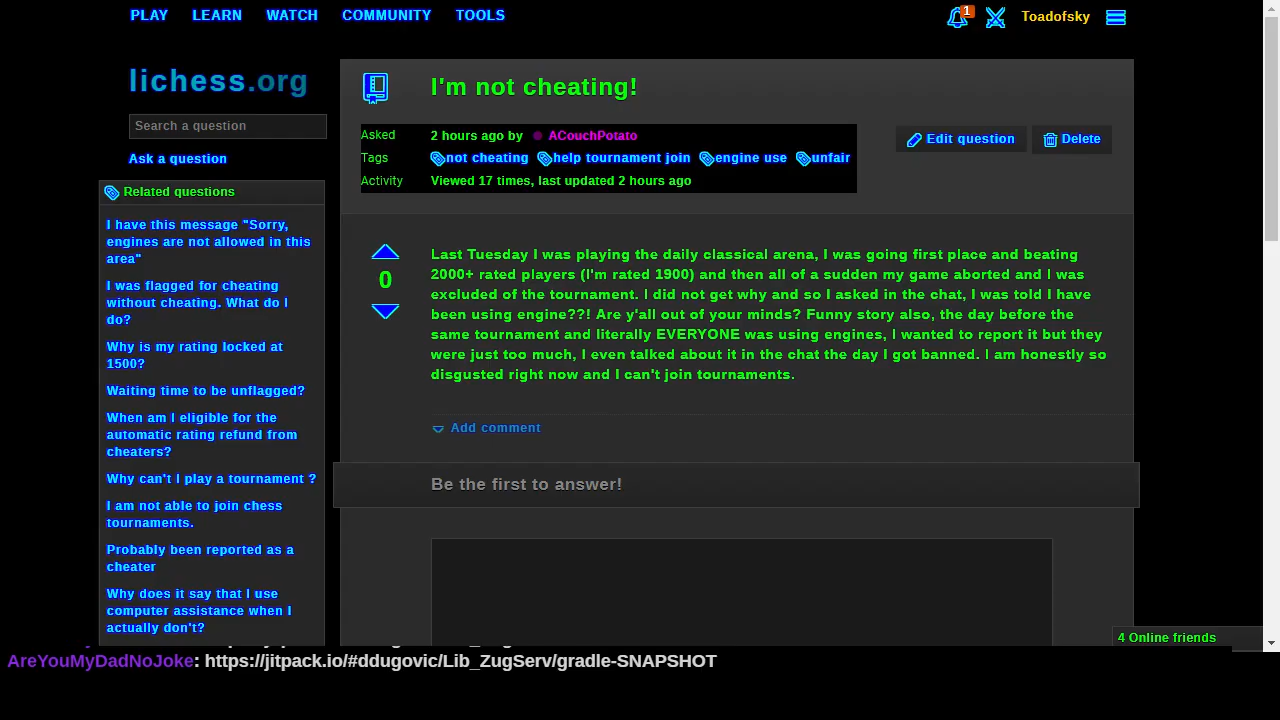 PLAY LEARN WATCH COMMUNITY TOOLS
1 Toadofsky
lichess.org
Search a question
Ask a question
Related questions
I have this message "Sorry,
engines are not allowed in this
area"
I was flagged for cheating
without cheating. What do I
do?
Why is my rating locked at
1500?
Waiting time to be unflagged?
When am I eligible for the
automatic rating refund from
cheaters?
Why can't I play a tournament ?
I am not able to join chess
tournaments.
Probably been reported as a
cheater
Why does it say that I use
computer assistance when I
actually don't?
I'm not cheating!
Asked 2 hours ago by ACouchPotato
Tags not cheating help tournament join engine use unfair
Activity Viewed 17 times, last updated 2 hours ago
Edit question Delete
0
Last Tuesday I was playing the daily classical arena, I was going first place and beating
2000+ rated players (I'm rated 1900) and then all of a sudden my game aborted and I was
excluded of the tournament. I did not get why and so I asked in the chat, I was told I have
been using engine??! Are y'all out of your minds? Funny story also, the day before the
same tournament and literally EVERYONE was using engines, I wanted to report it but they
were just too much, I even talked about it in the chat the day I got banned. I am honestly so
disgusted right now and I can't join tournaments.
Add comment
Be the first to answer!
4 Online friends
AreYouMyDadNoJoke: https://jitpack.io/#ddugovic/Lib_ZugServ/gradle-SNAPSHOT